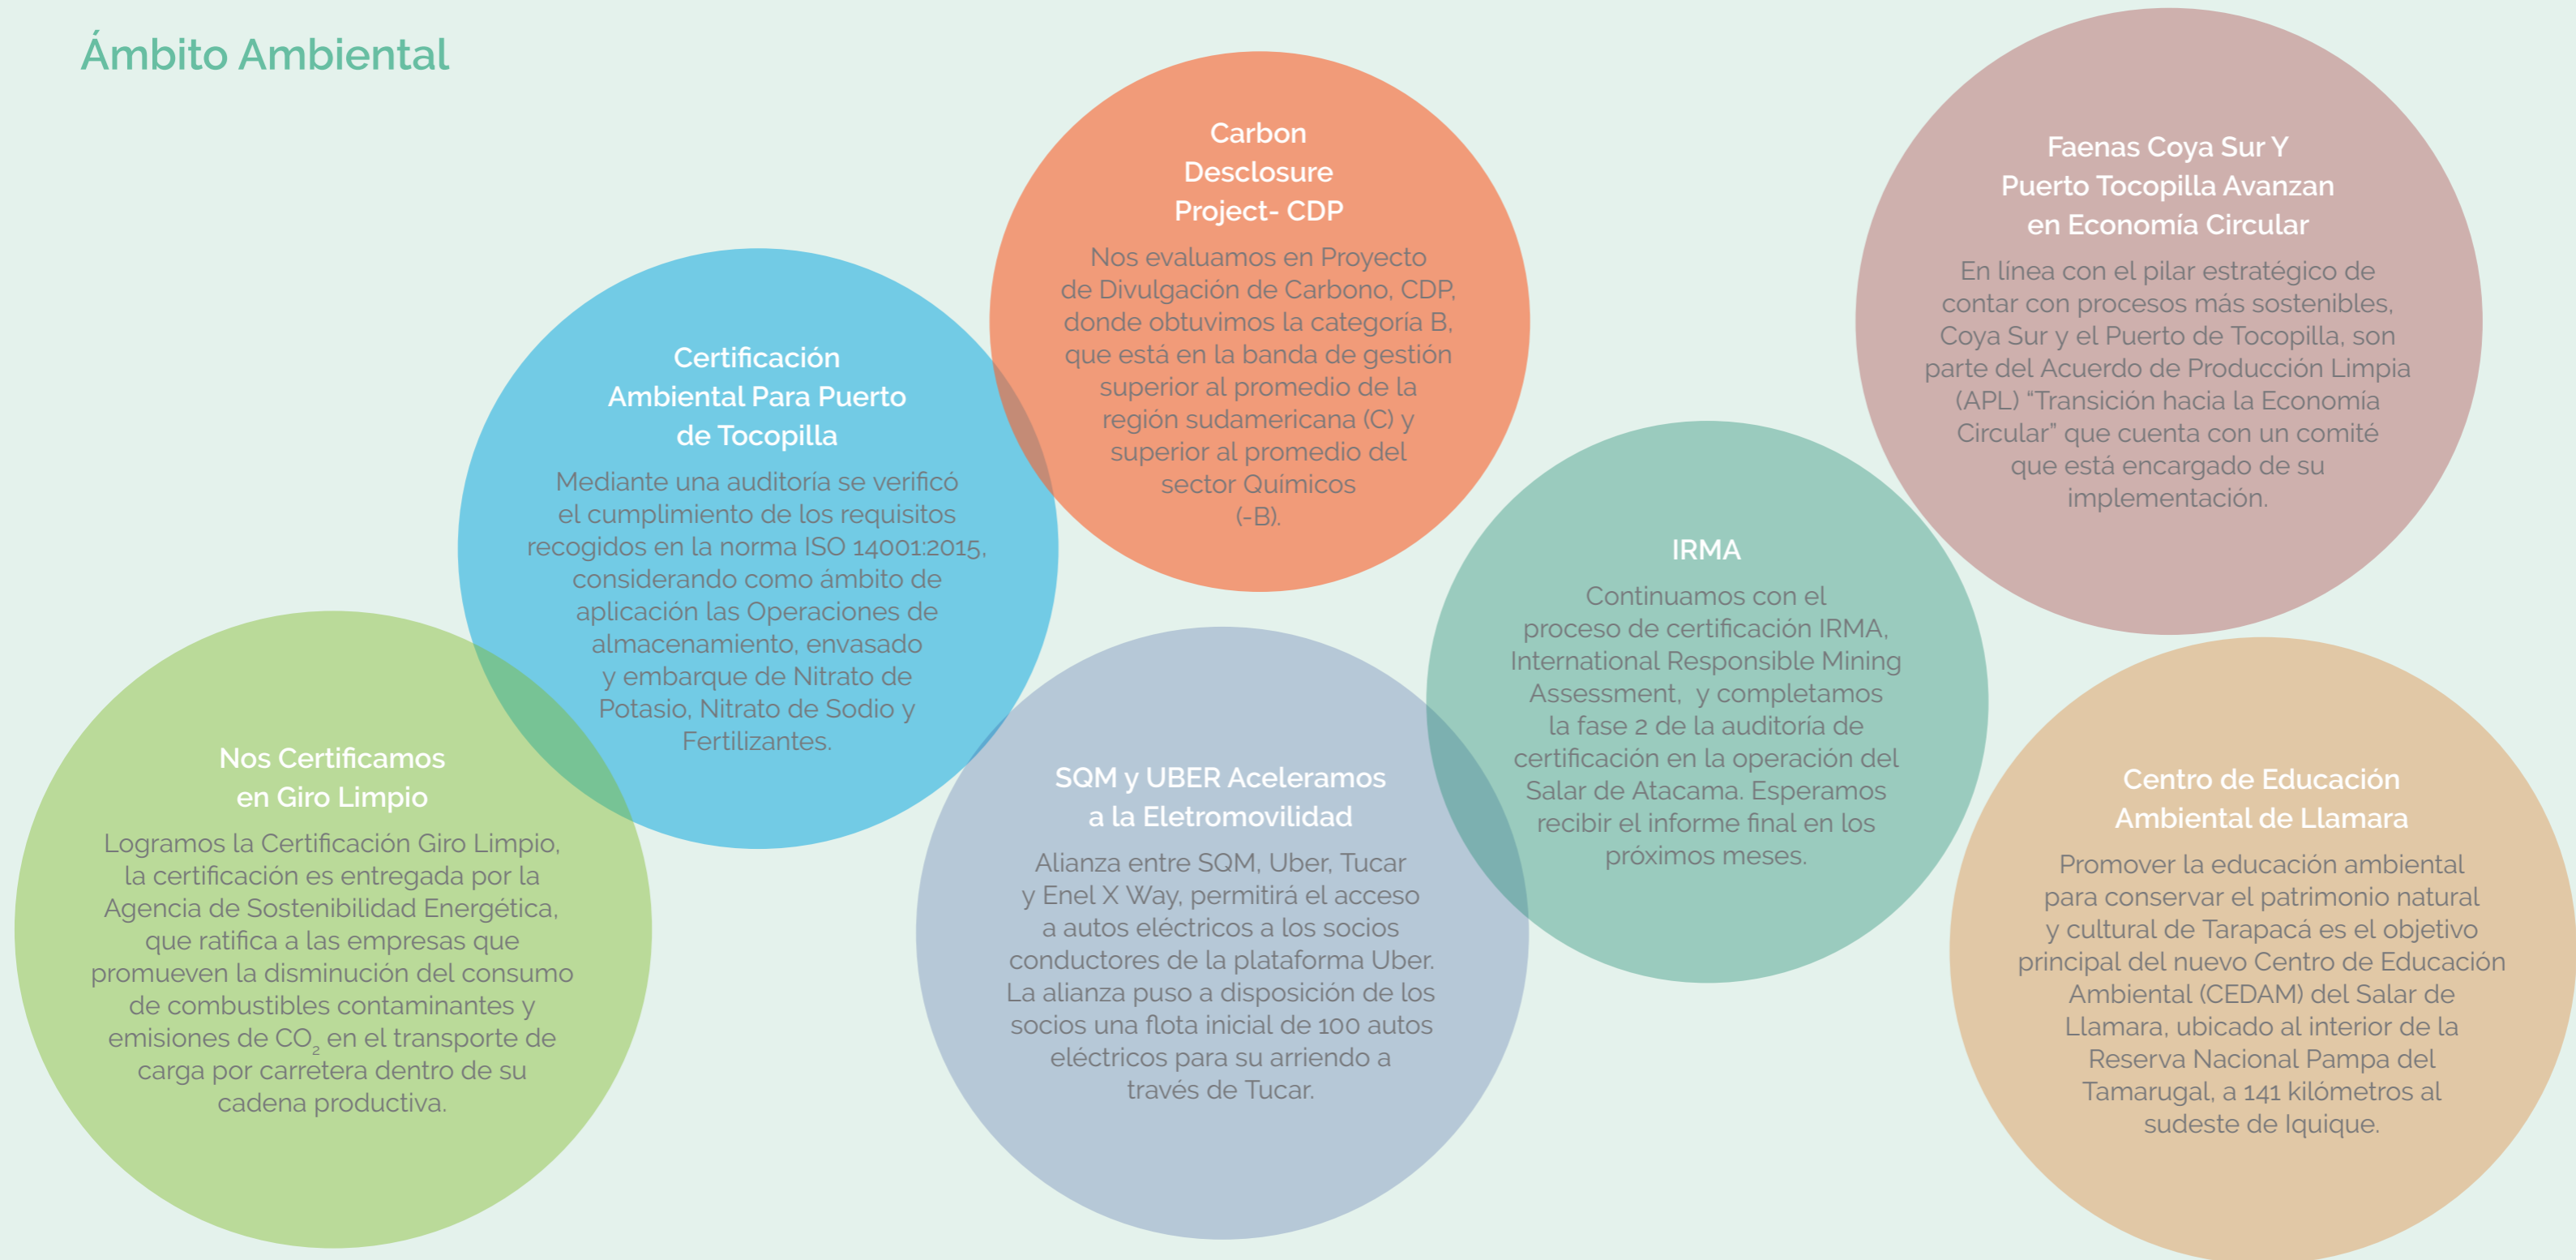 Ámbito Ambiental
Nos Certificamos
en Giro Limpio
Logramos la Certificación Giro Limpio,
la certificación es entregada por la
Agencia de Sostenibilidad Energética,
que ratifica a las empresas que
promueven la disminución del consumo
de combustibles contaminantes y
emisiones de CO₂ en el transporte de
carga por carretera dentro de su
cadena productiva.
Certificación
Ambiental Para Puerto
de Tocopilla
Mediante una auditoría se verificó
el cumplimiento de los requisitos
recogidos en la norma ISO 14001:2015,
considerando como ámbito de
aplicación las Operaciones de
almacenamiento, envasado
y embarque de Nitrato de
Potasio, Nitrato de Sodio y
Fertilizantes.
Carbon
Desclosure
Project- CDP
Nos evaluamos en Proyecto
de Divulgación de Carbono, CDP,
donde obtuvimos la categoría B,
que está en la banda de gestión
superior al promedio de la
región sudamericana (C) y
superior al promedio del
sector Químicos
(-B).
SQM y UBER Aceleramos
a la Eletromovilidad
Alianza entre SQM, Uber, Tucar
y Enel X Way, permitirá el acceso
a autos eléctricos a los socios
conductores de la plataforma Uber.
La alianza puso a disposición de los
socios una flota inicial de 100 autos
eléctricos para su arriendo a
través de Tucar.
IRMA
Continuamos con el
proceso de certificación IRMA,
International Responsible Mining
Assessment, y completamos
la fase 2 de la auditoría de
certificación en la operación del
Salar de Atacama. Esperamos
recibir el informe final en los
próximos meses.
Faenas Coya Sur Y
Puerto Tocopilla Avanzan
en Economía Circular
En línea con el pilar estratégico de
contar con procesos más sostenibles,
Coya Sur y el Puerto de Tocopilla, son
parte del Acuerdo de Producción Limpia
(APL) “Transición hacia la Economía
Circular” que cuenta con un comité
que está encargado de su
implementación.
Centro de Educación
Ambiental de Llamara
Promover la educación ambiental
para conservar el patrimonio natural
y cultural de Tarapacá es el objetivo
principal del nuevo Centro de Educación
Ambiental (CEDAM) del Salar de
Llamara, ubicado al interior de la
Reserva Nacional Pampa del
Tamarugal, a 141 kilómetros al
sudeste de Iquique.